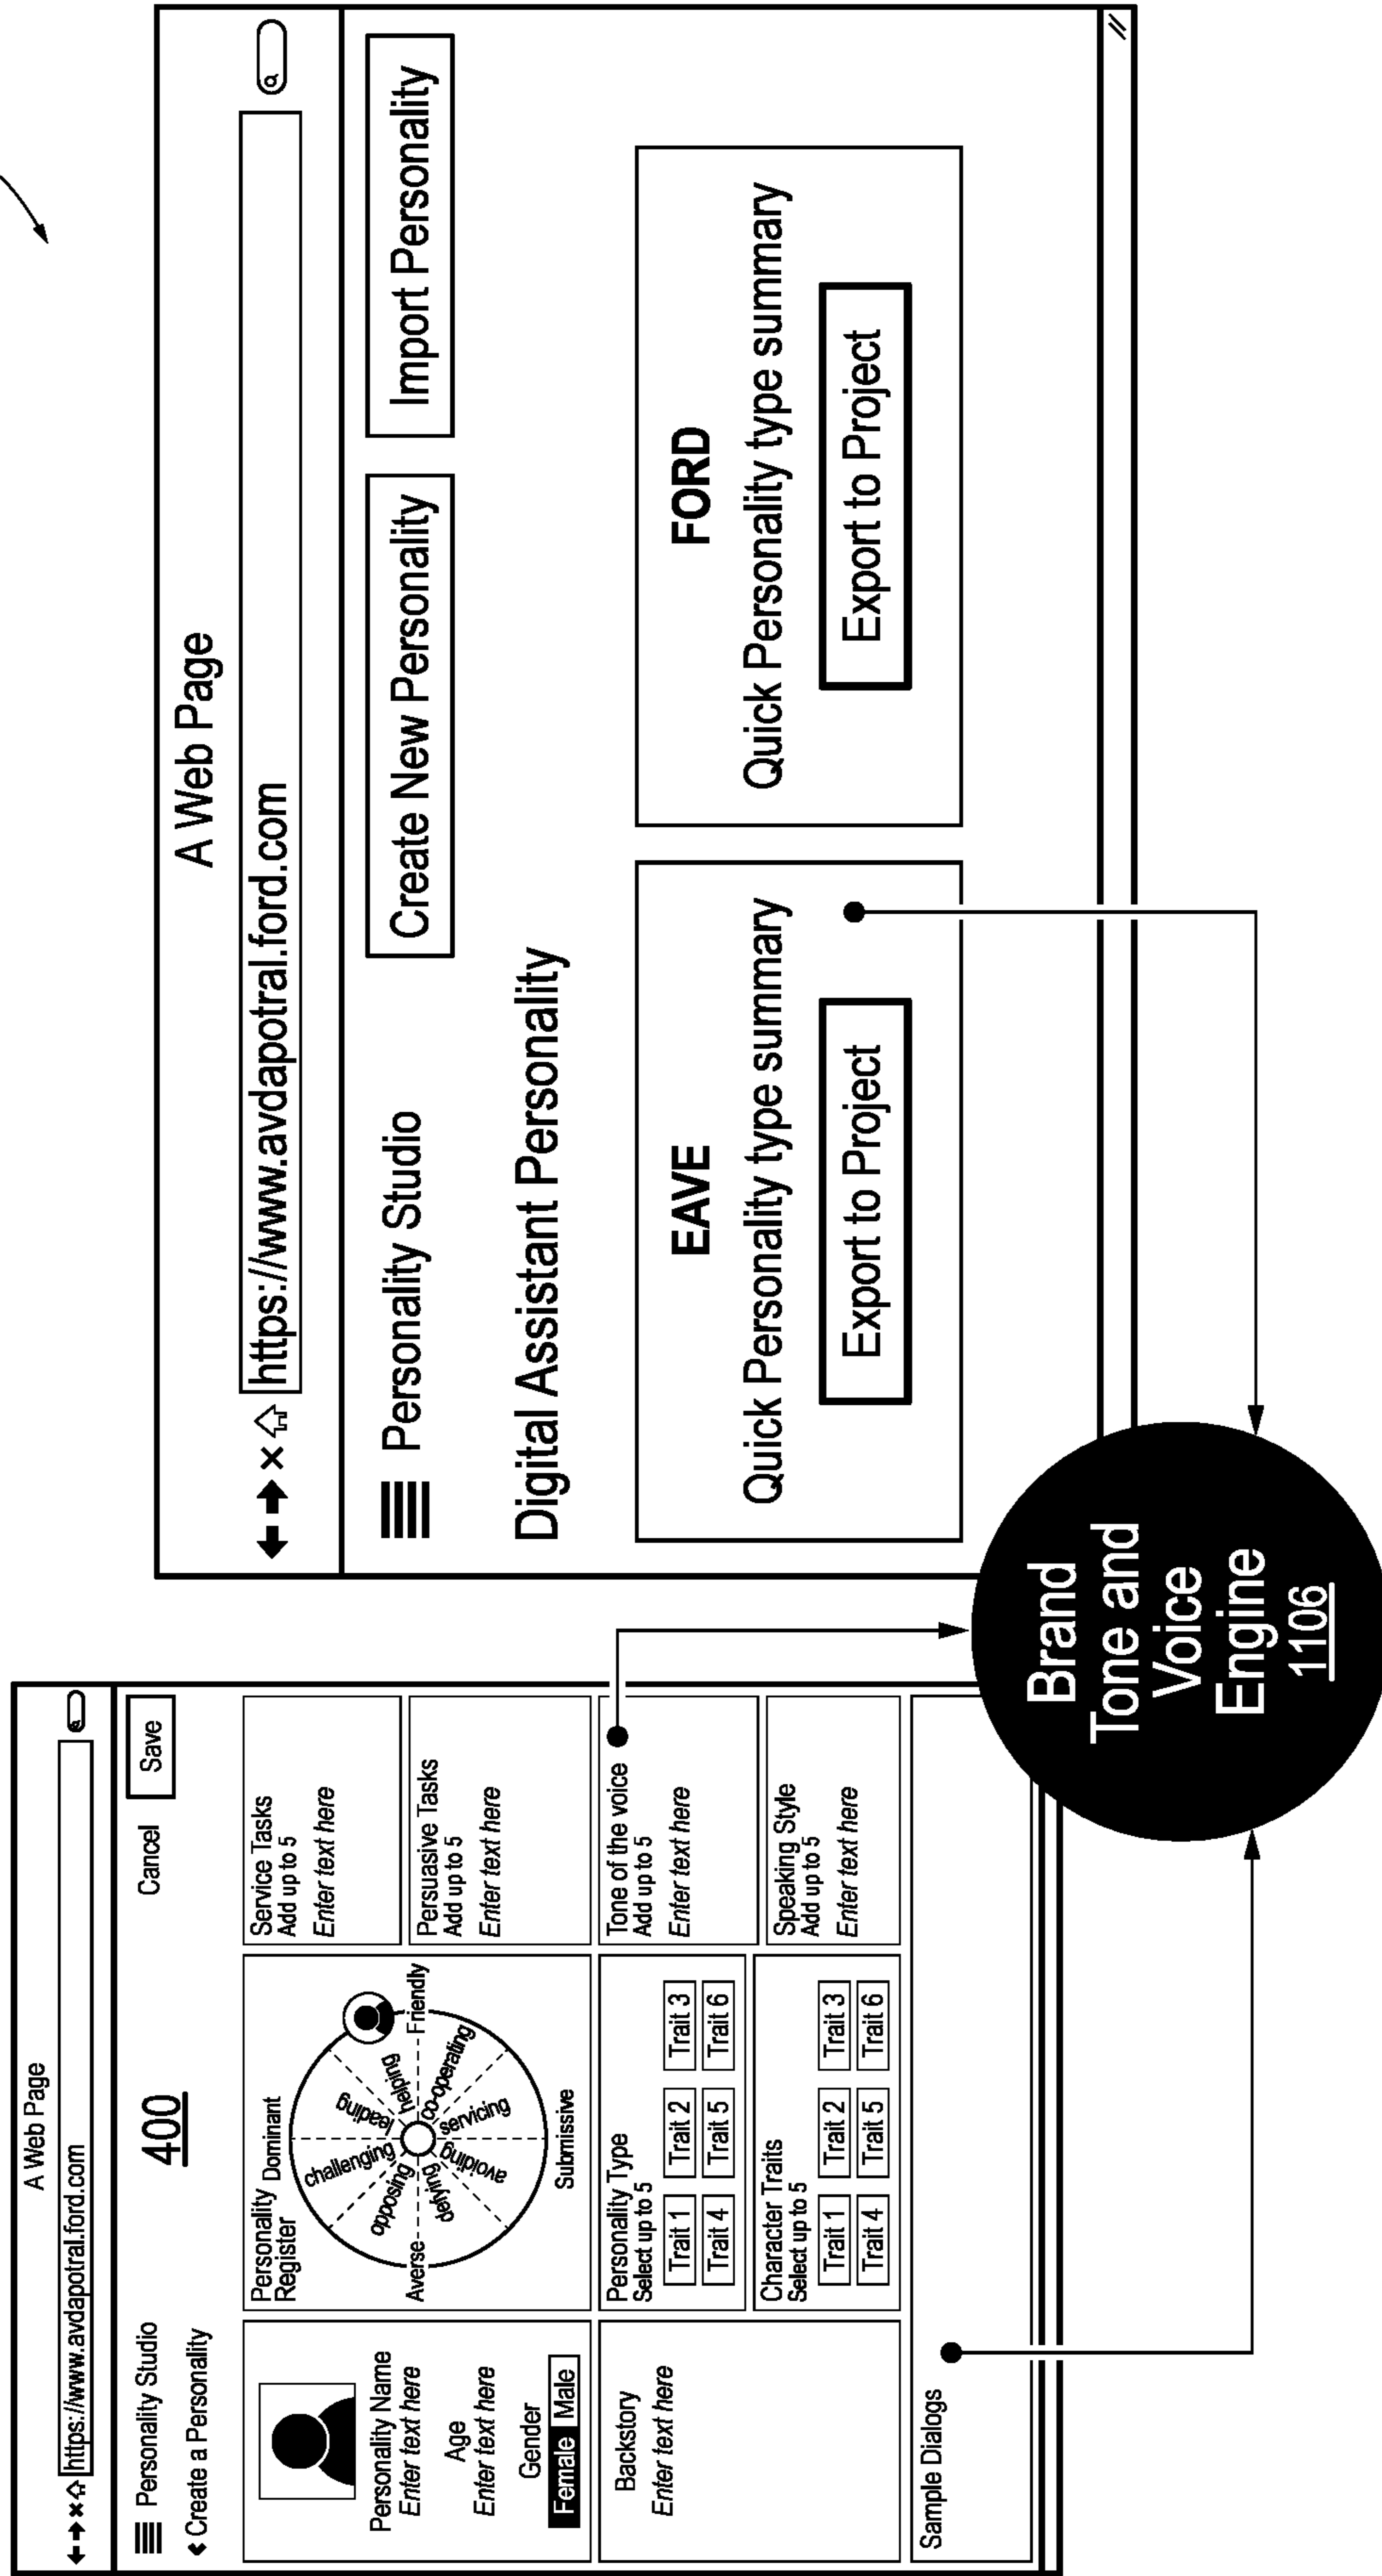 A Web Page
https://www.avdapotral.ford.com
Personality Studio
400
Cancel
Save
Create a Personality
Personality Name
Enter text here
Age
Enter text here
Gender
Female
Male
Personality
Register
Dominant
challenging
leading
helping
co-operating
servicing
avoiding
defying
opposing
Averse
Friendly
Submissive
Service Tasks
Add up to 5
Enter text here
Persuasive Tasks
Add up to 5
Enter text here
Backstory
Enter text here
Personality Type
Select up to 5
Trait 1
Trait 2
Trait 3
Trait 4
Trait 5
Trait 6
Character Traits
Select up to 5
Trait 1
Trait 2
Trait 3
Trait 4
Trait 5
Trait 6
Tone of the voice
Add up to 5
Enter text here
Speaking Style
Add up to 5
Enter text here
Sample Dialogs
A Web Page
https://www.avdapotral.ford.com
Personality Studio
Create New Personality
Import Personality
Digital Assistant Personality
EAVE
Quick Personality type summary
Export to Project
FORD
Quick Personality type summary
Export to Project
Brand
Tone and
Voice
Engine
1106